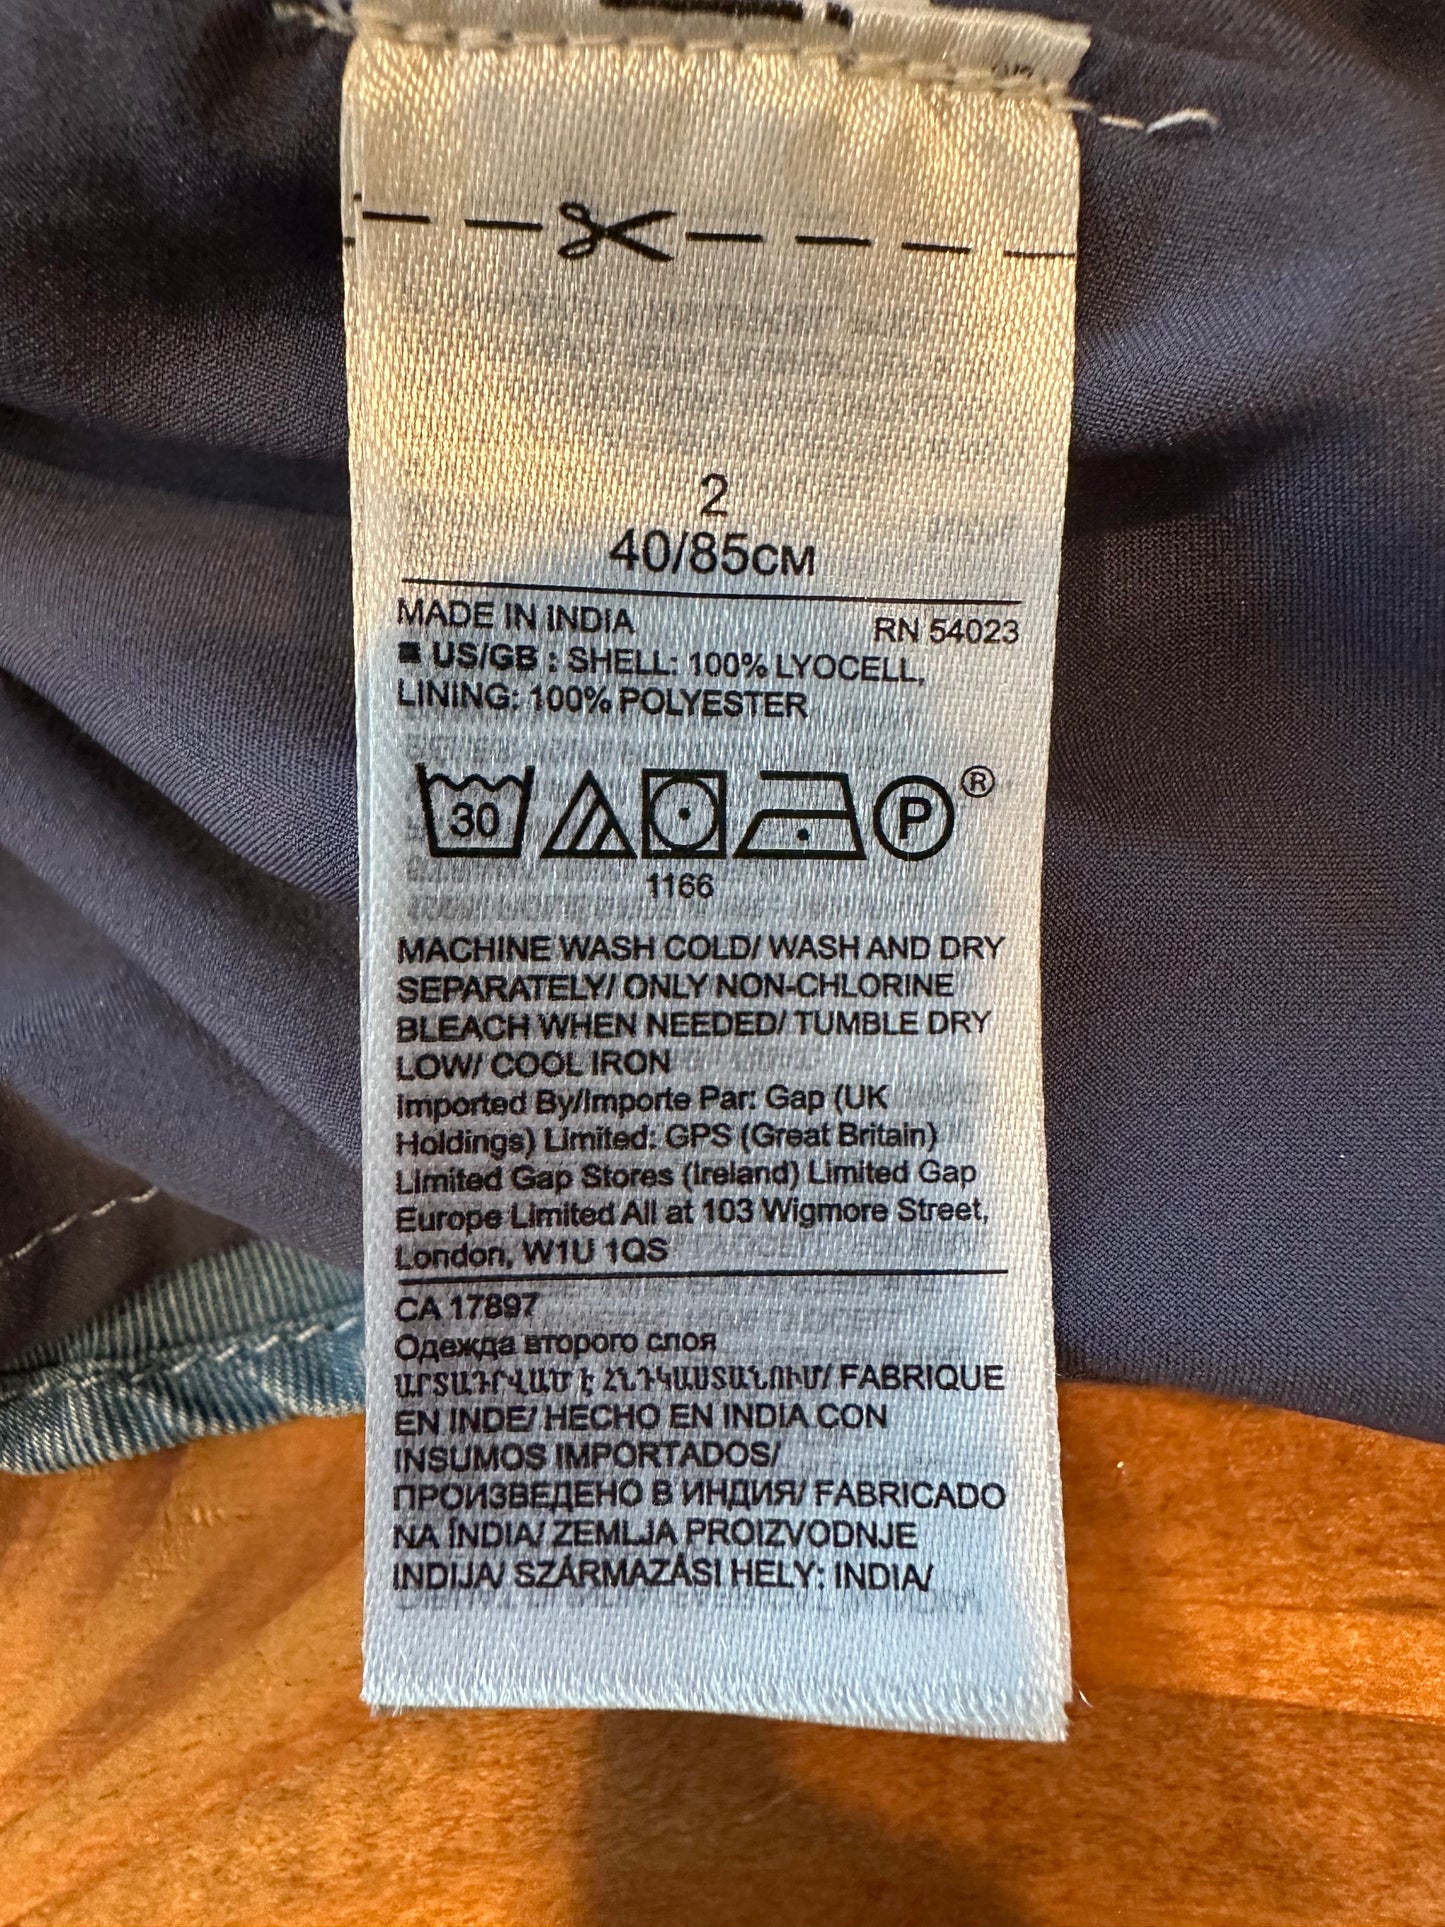 2
40/85CM
MADE IN INDIA RN 54023
US/GB : SHELL: 100% LYOCELL,
LINING: 100% POLYESTER
30 P ®
1166
MACHINE WASH COLD/ WASH AND DRY
SEPARATELY/ ONLY NON-CHLORINE
BLEACH WHEN NEEDED/ TUMBLE DRY
LOW/ COOL IRON
Imported By/Importe Par: Gap (UK
Holdings) Limited: GPS (Great Britain)
Limited Gap Stores (Ireland) Limited Gap
Europe Limited All at 103 Wigmore Street,
London, W1U 1QS
CA 17897
Одежда второго слоя
ԱՐՏԱԴՐՎԱԾ Է ՀՆԴԿԱՍՏԱՆՈՒՄ/ FABRIQUE
EN INDE/ HECHO EN INDIA CON
INSUMOS IMPORTADOS/
ПРОИЗВЕДЕНО В ИНДИЯ/ FABRICADO
NA ÍNDIA/ ZEMLJA PROIZVODNJE
INDIJA/ SZÁRMAZÁSI HELY: INDIA/